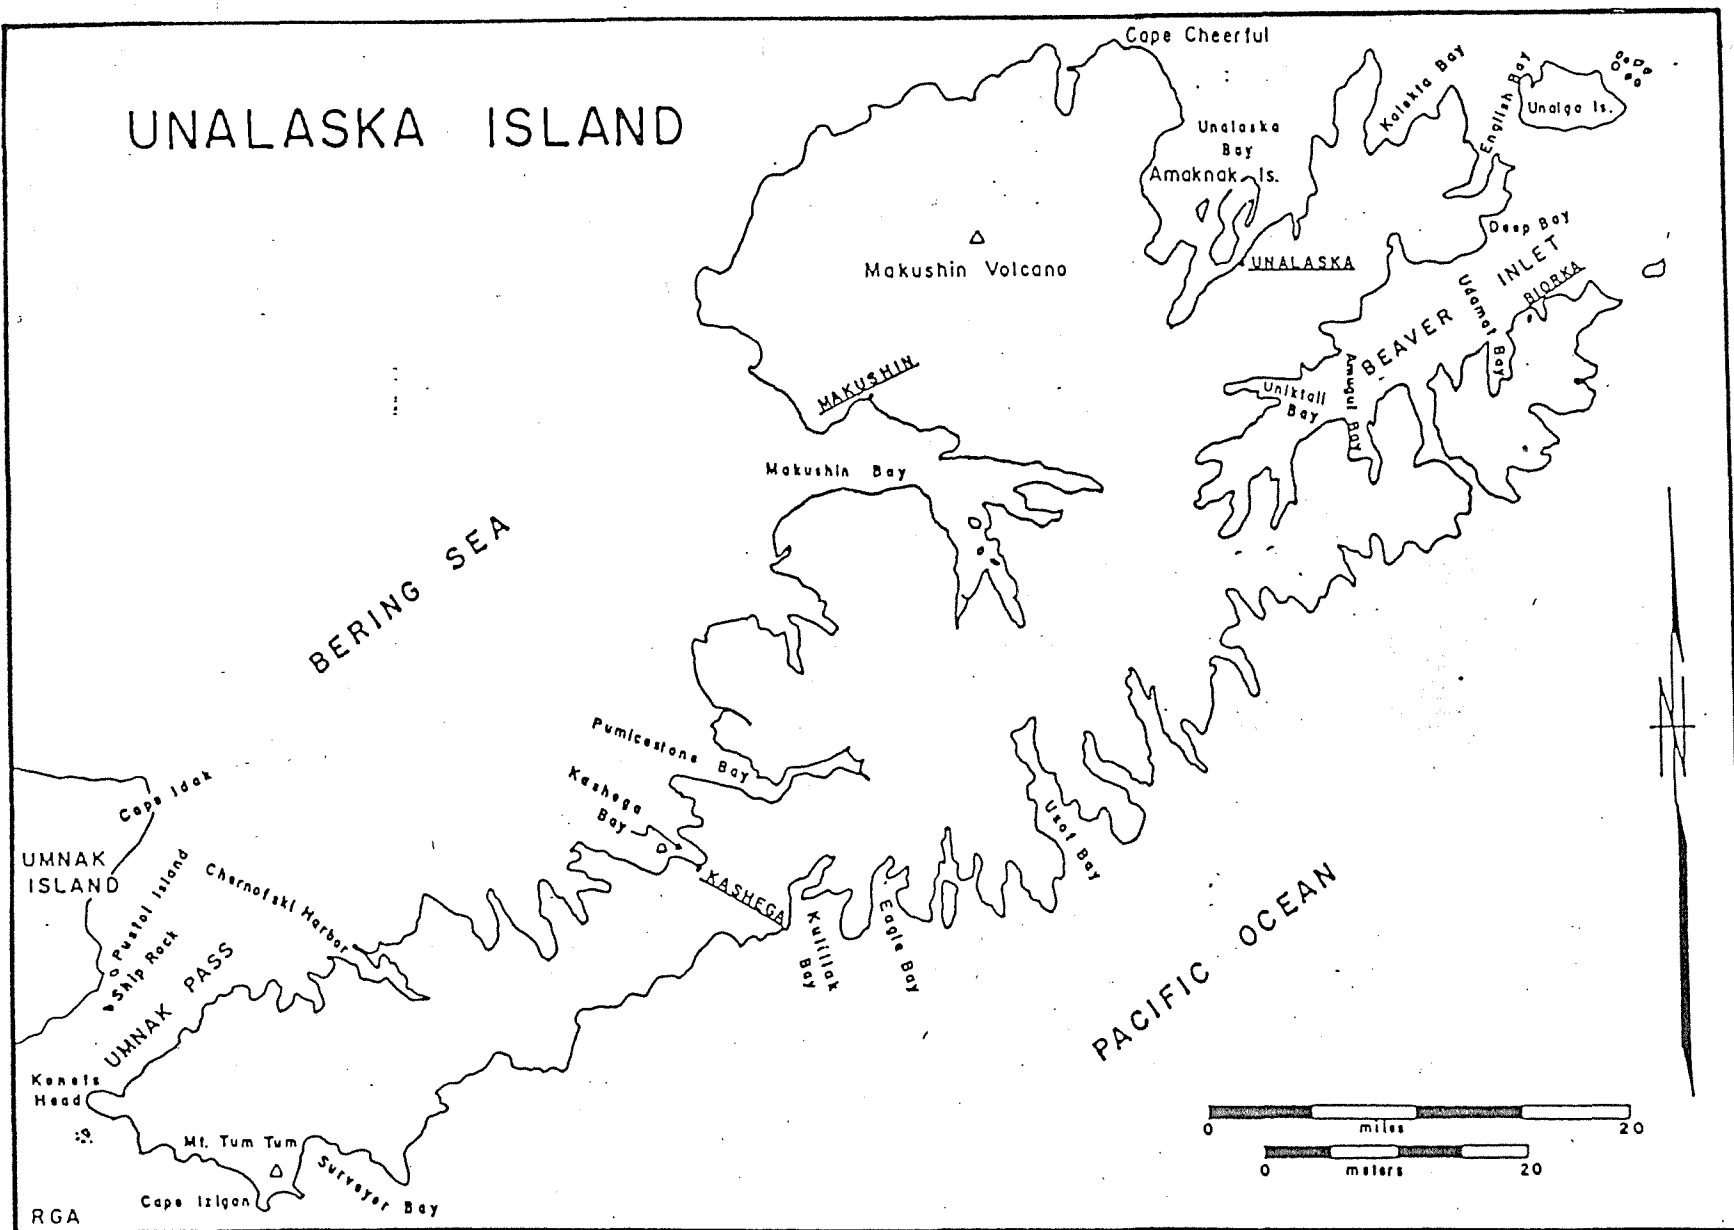 UNALASKA ISLAND
Cape Cheerful
Kalekta Bay
English Bay
Unalga Is.
Unalaska
Bay
Amaknak Is.
Deep Bay
Makushin Volcano
UNALASKA
BEAVER INLET
Udamat Bay
BIORKA
MAKUSHIN
Uniktali
Bay
Amugul Bay
Makushin Bay
BERING SEA
Pumicestone Bay
Kashega
Bay
Cape Idak
UMNAK
ISLAND
Pustol Island
Ship Rock
Chernofski Harbor
UMNAK PASS
KASHEGA
Kulillak
Bay
Eagle Bay
Usof Bay
PACIFIC OCEAN
N
Konets
Head
Mt. Tum Tum
Cape Izigan
Surveyor Bay
RGA
0 miles 20
0 meters 20